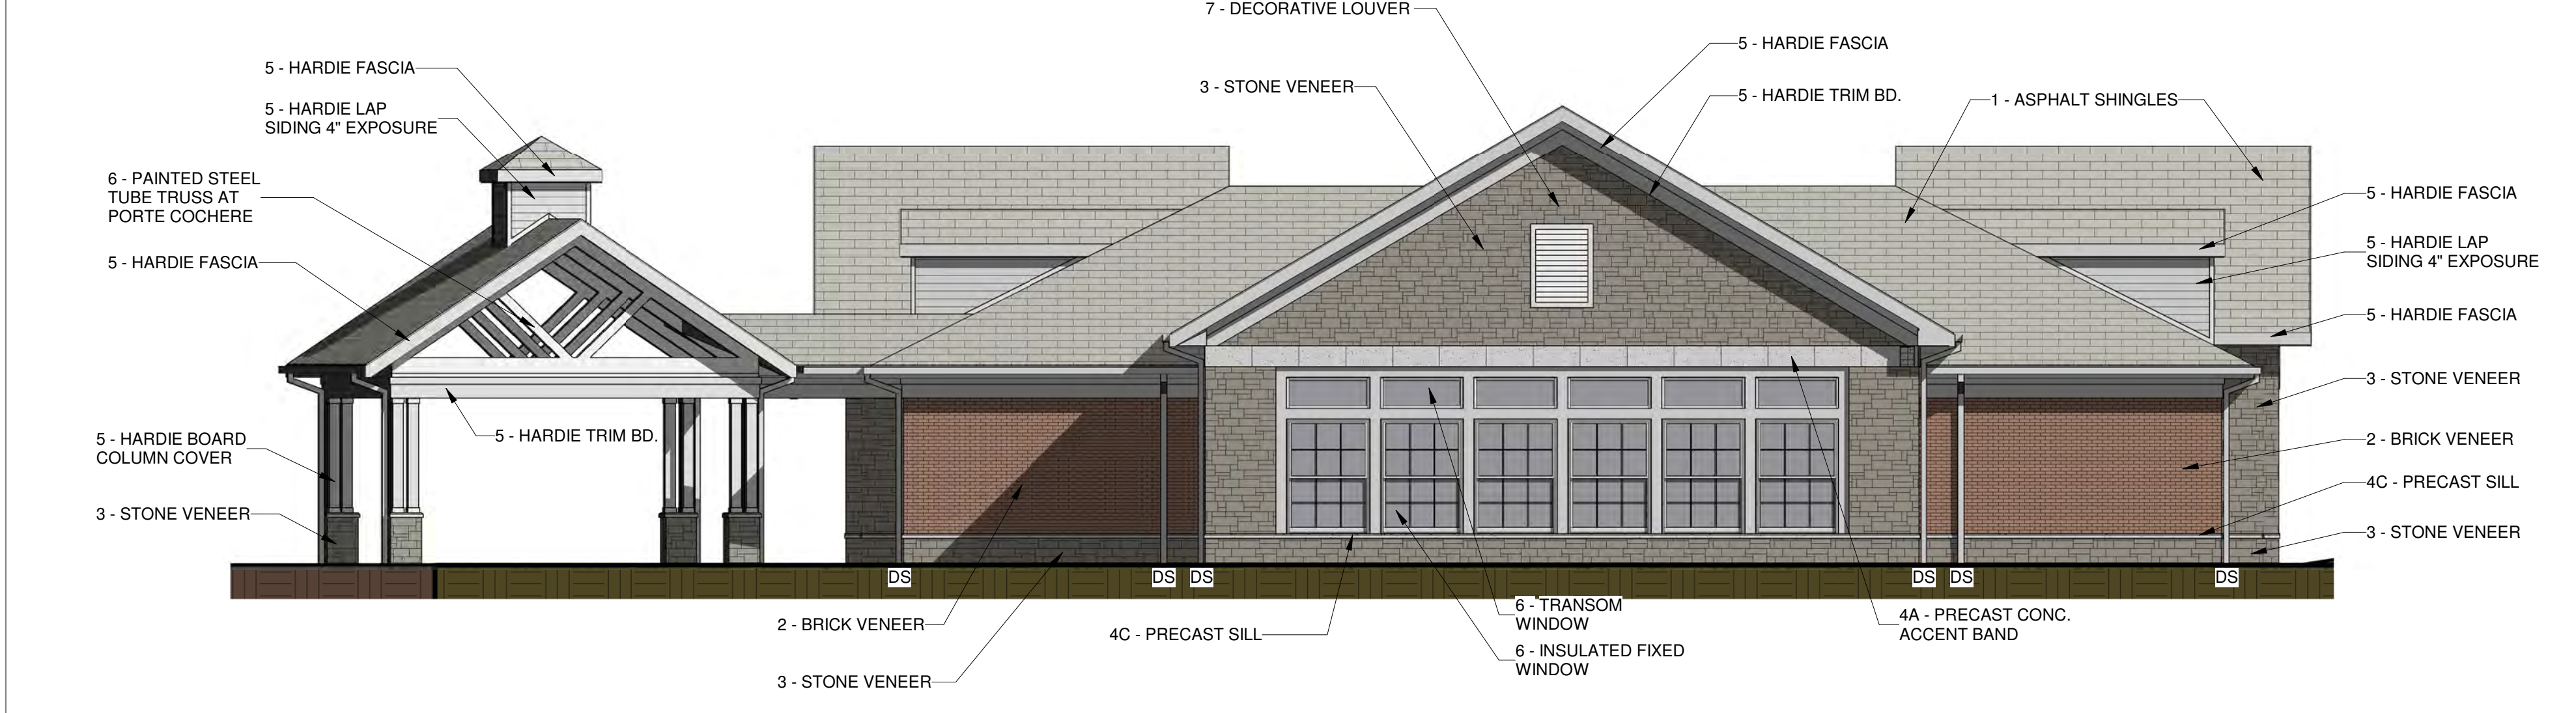 7 - DECORATIVE LOUVER
5 - HARDIE FASCIA
5 - HARDIE FASCIA
3 - STONE VENEER
5 - HARDIE TRIM BD.
1 - ASPHALT SHINGLES
5 - HARDIE LAP
SIDING 4" EXPOSURE
6 - PAINTED STEEL
TUBE TRUSS AT
PORTE COCHERE
5 - HARDIE FASCIA
5 - HARDIE LAP
SIDING 4" EXPOSURE
5 - HARDIE FASCIA
5 - HARDIE FASCIA
3 - STONE VENEER
5 - HARDIE TRIM BD.
5 - HARDIE BOARD
COLUMN COVER
2 - BRICK VENEER
4C - PRECAST SILL
3 - STONE VENEER
3 - STONE VENEER
DS
DS
DS
DS
DS
DS
2 - BRICK VENEER
4C - PRECAST SILL
6 - TRANSOM
WINDOW
4A - PRECAST CONC.
ACCENT BAND
6 - INSULATED FIXED
WINDOW
3 - STONE VENEER